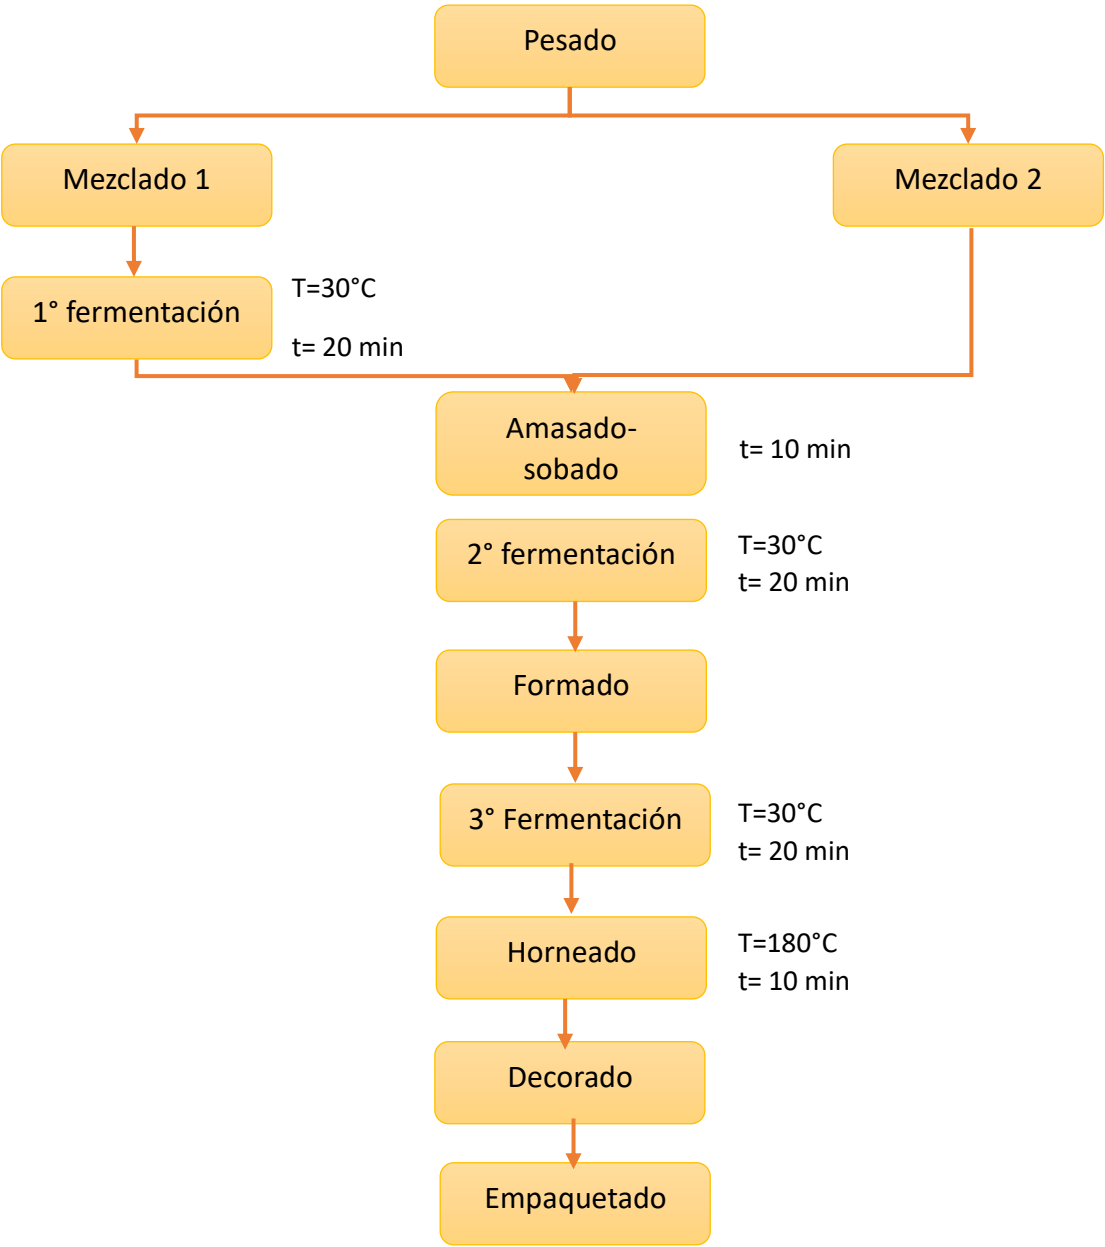 Pesado
Mezclado 1
Mezclado 2
1° fermentación
T=30°C
t= 20 min
Amasado-
sobado
t= 10 min
2° fermentación
T=30°C
t= 20 min
Formado
3° Fermentación
T=30°C
t= 20 min
Horneado
T=180°C
t= 10 min
Decorado
Empaquetado